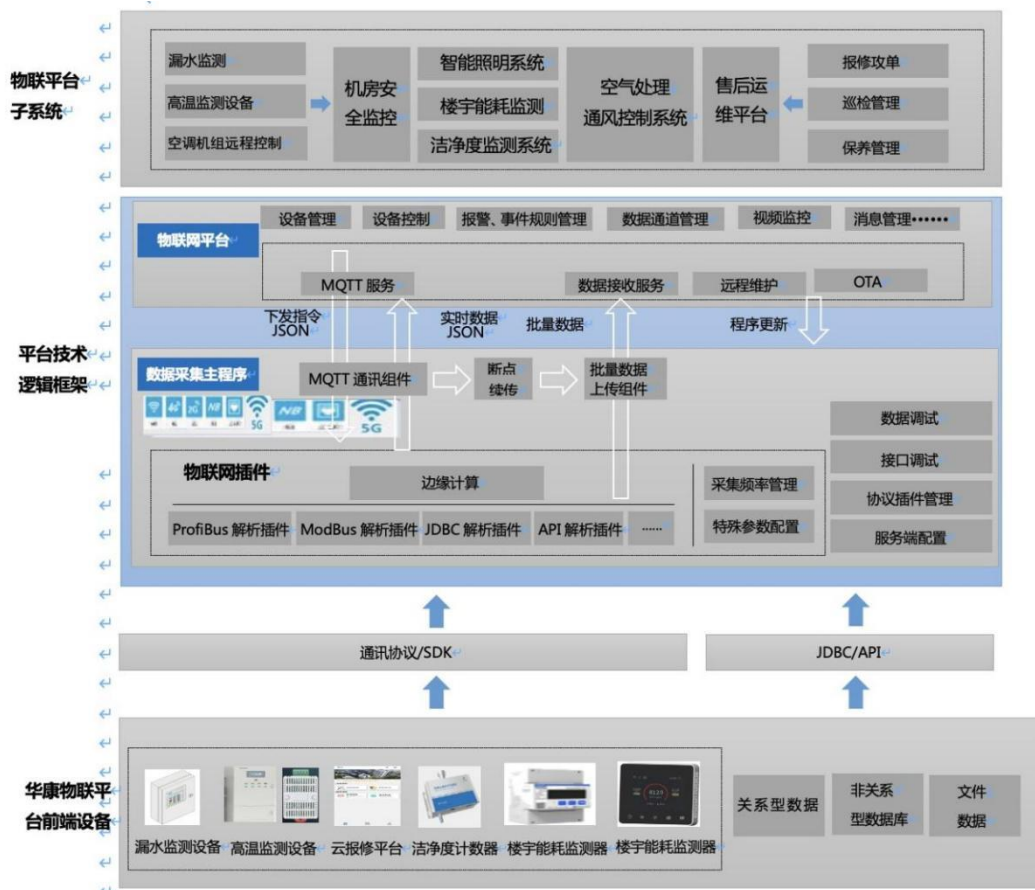 物联平台
子系统
漏水监测
高温监测设备
空调机组远程控制
机房安
全监控
智能照明系统
楼宇能耗监测
洁净度监测系统
空气处理
通风控制系统
售后运
维平台
报修攻单
巡检管理
保养管理
平台技术
逻辑框架
物联网平台
设备管理
设备控制
报警、事件规则管理
数据通道管理
视频监控
消息管理••••••
MQTT 服务
数据接收服务
远程维护
OTA
下发指令
JSON
实时数据
JSON
批量数据
程序更新
数据采集主程序
MQTT 通讯组件
断点
续传
批量数据
上传组件
5G
5G
数据调试
接口调试
协议插件管理
服务端配置
物联网插件
边缘计算
ProfiBus 解析插件
ModBus 解析插件
JDBC 解析插件
API 解析插件
······
采集频率管理
特殊参数配置
通讯协议/SDK
JDBC/API
华康物联平
台前端设备
漏水监测设备
高温监测设备
云报修平台
洁净度计数器
楼宇能耗监测器
楼宇能耗监测器
关系型数据
非关系
型数据库
文件
数据